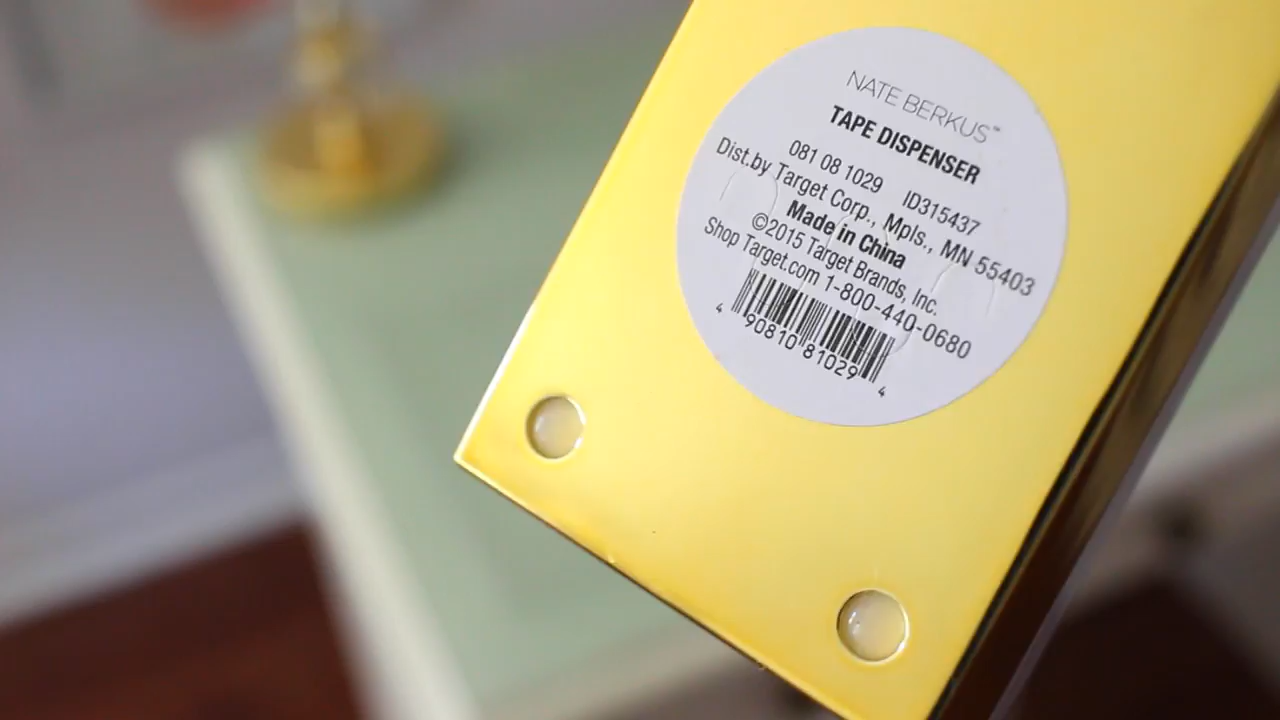 NATE BERKUS™
TAPE DISPENSER
081 08 1029 ID315437
Dist.by Target Corp., Mpls., MN 55403
Made in China
©2015 Target Brands, Inc.
Shop Target.com 1-800-440-0680
4 90810 81029 4